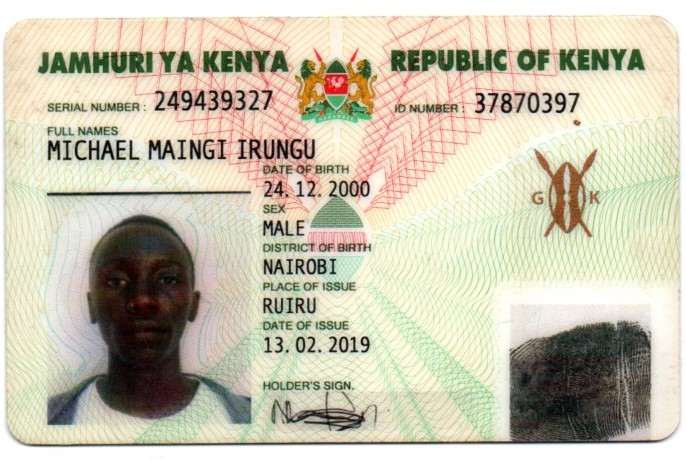 JAMHURI YA KENYA REPUBLIC OF KENYA
SERIAL NUMBER : 249439327 ID NUMBER : 37870397
FULL NAMES
MICHAEL MAINGI IRUNGU
DATE OF BIRTH
24. 12. 2000
SEX
MALE
DISTRICT OF BIRTH
NAIROBI
PLACE OF ISSUE
RUIRU
DATE OF ISSUE
13. 02. 2019
HOLDER'S SIGN.
G K